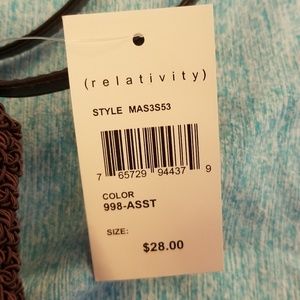 (relativity)
STYLE MAS3S53
7 65729 94437 9
COLOR
998-ASST
SIZE:
$28.00